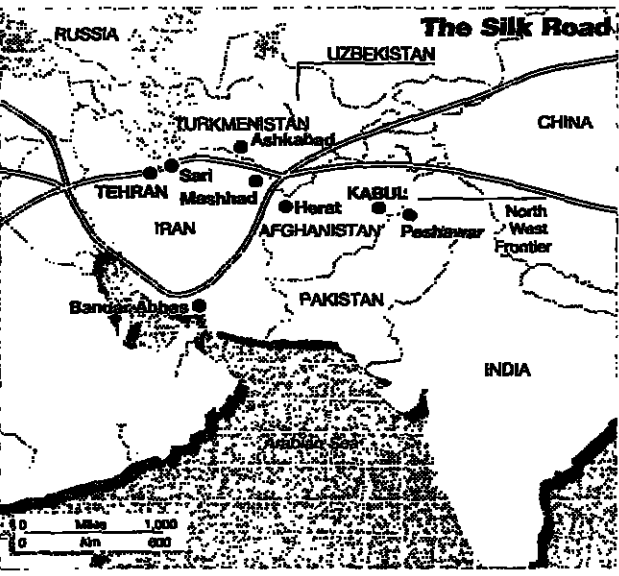 The Silk Road
RUSSIA
UZBEKISTAN
TURKMENISTAN
Ashkabad
CHINA
Sari
TEHRAN
Mashhad
Herat
KABUL
North
West
Frontier
IRAN
AFGHANISTAN
Peshawar
Bandar Abbas
PAKISTAN
INDIA
Arabian Sea
0 Miles 1,000
0 Km 600